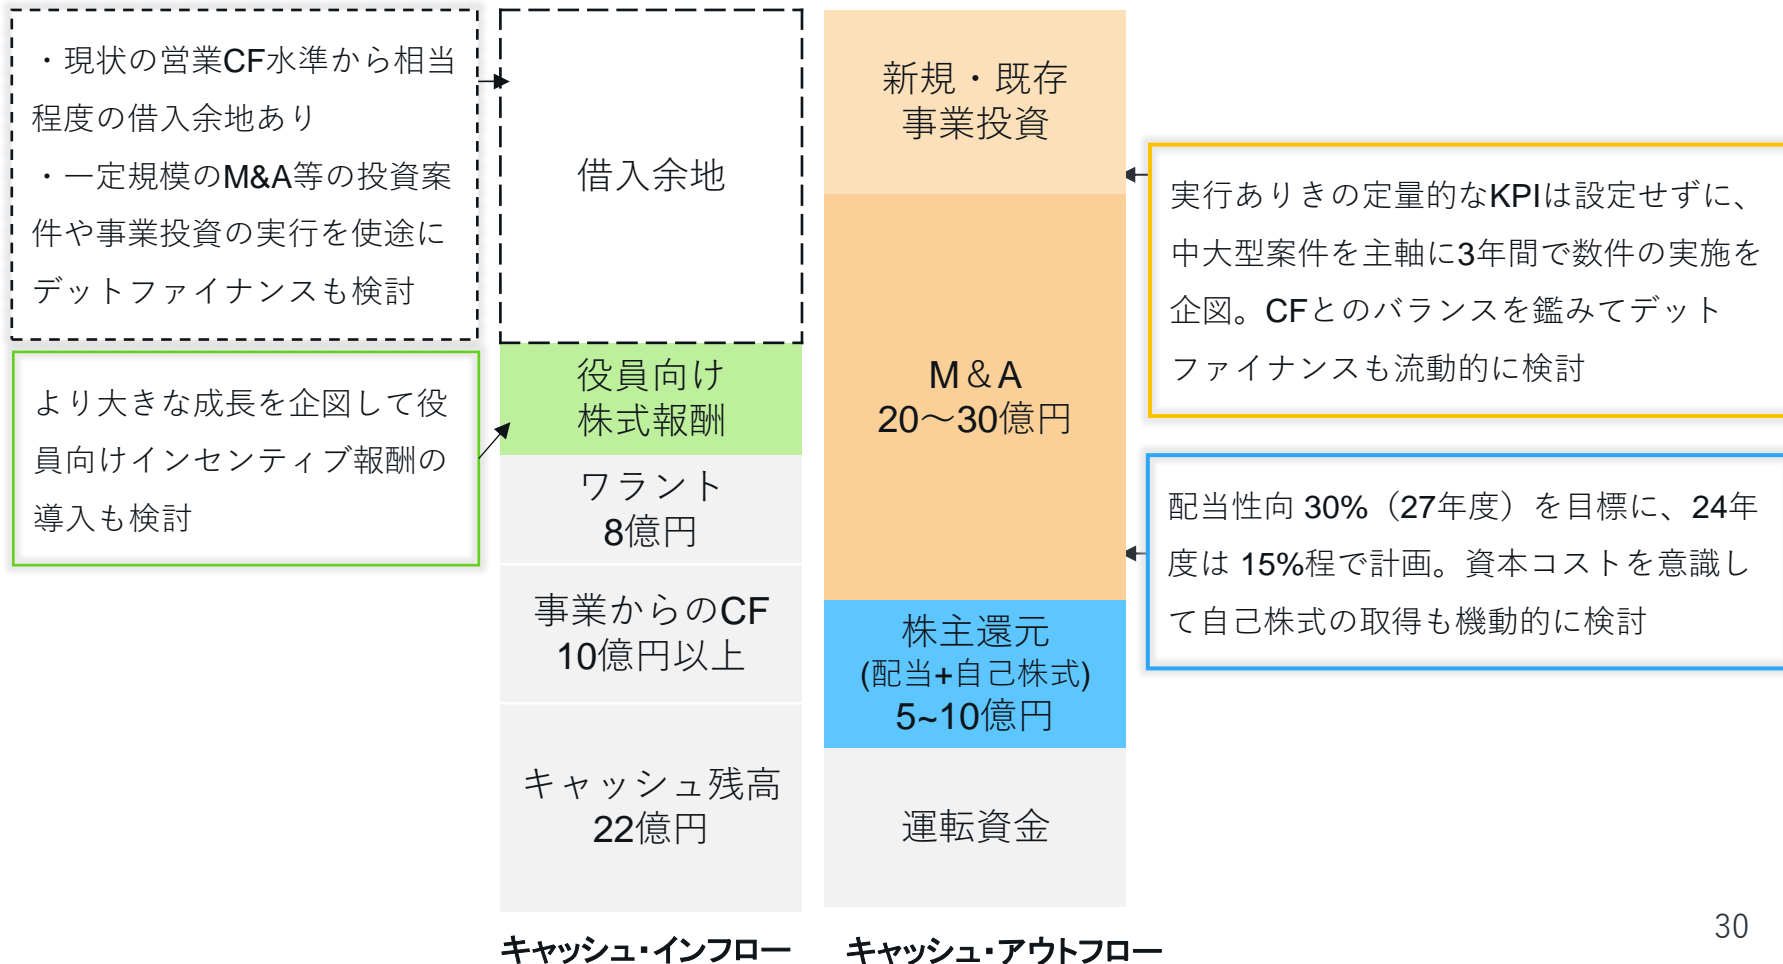 ・現状の営業CF水準から相当
程度の借入余地あり
・一定規模のM&A等の投資案
件や事業投資の実行を使途に
デットファイナンスも検討
より大きな成長を企図して役
員向けインセンティブ報酬の
導入も検討
借入余地
役員向け
株式報酬
ワラント
8億円
事業からのCF
10億円以上
キャッシュ残高
22億円
キャッシュ・インフロー
新規・既存
事業投資
M＆A
20～30億円
株主還元
(配当+自己株式)
5~10億円
運転資金
キャッシュ・アウトフロー
実行ありきの定量的なKPIは設定せずに、
中大型案件を主軸に3年間で数件の実施を
企図。CFとのバランスを鑑みてデット
ファイナンスも流動的に検討
配当性向 30%（27年度）を目標に、24年
度は 15%程で計画。資本コストを意識し
て自己株式の取得も機動的に検討
30